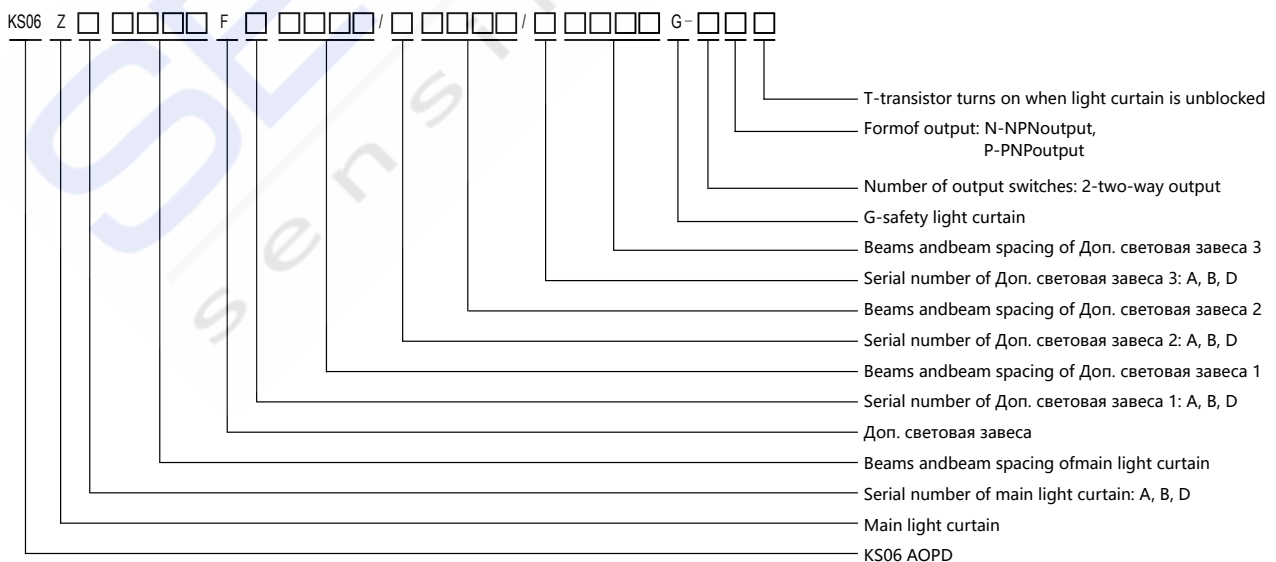 KS06 Z □ □□□□ F □ □□□□/□ □□□□/□ □□□□ G-□□□
T-transistor turns on when light curtain is unblocked
Formof output: N-NPNoutput,
P-PNPoutput
Number of output switches: 2-two-way output
G-safety light curtain
Beams andbeam spacing of Доп. световая завеса 3
Serial number of Доп. световая завеса 3: A, B, D
Beams andbeam spacing of Доп. световая завеса 2
Serial number of Доп. световая завеса 2: A, B, D
Beams andbeam spacing of Доп. световая завеса 1
Serial number of Доп. световая завеса 1: A, B, D
Доп. световая завеса
Beams andbeam spacing ofmain light curtain
Serial number of main light curtain: A, B, D
Main light curtain
KS06 AOPD